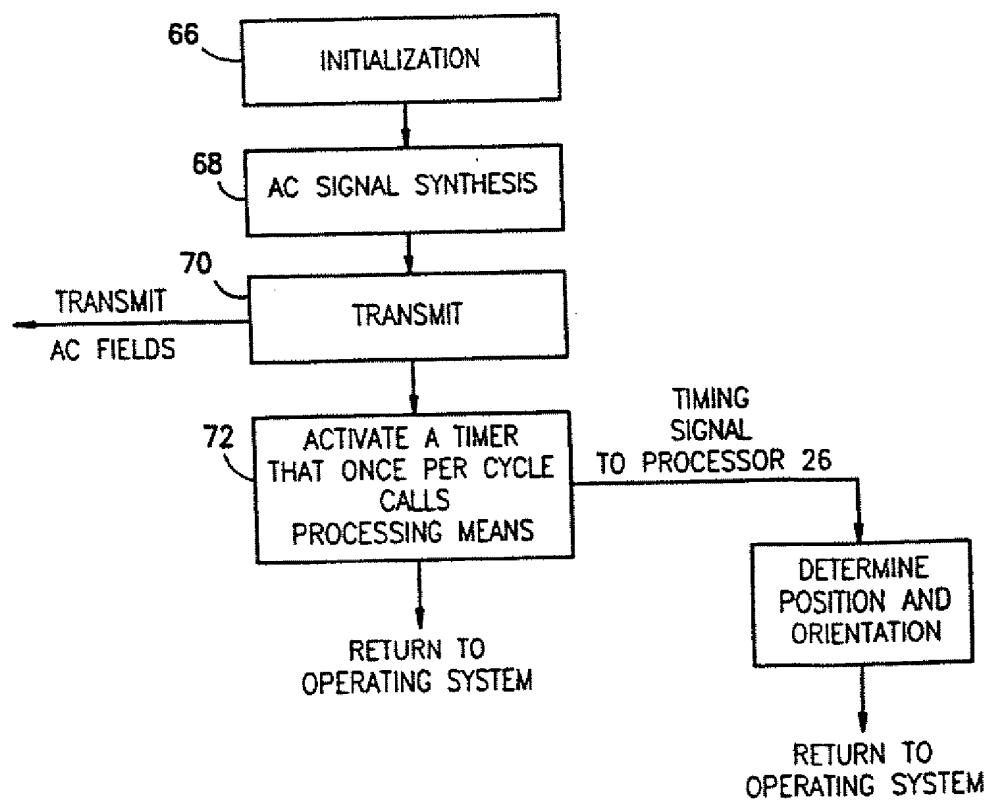 66
INITIALIZATION
68
AC SIGNAL SYNTHESIS
70
TRANSMIT
TRANSMIT
AC FIELDS
72
ACTIVATE A TIMER
THAT ONCE PER CYCLE
CALLS
PROCESSING MEANS
TIMING
SIGNAL
TO PROCESSOR 26
DETERMINE
POSITION AND
ORIENTATION
RETURN TO
OPERATING SYSTEM
RETURN TO
OPERATING SYSTEM